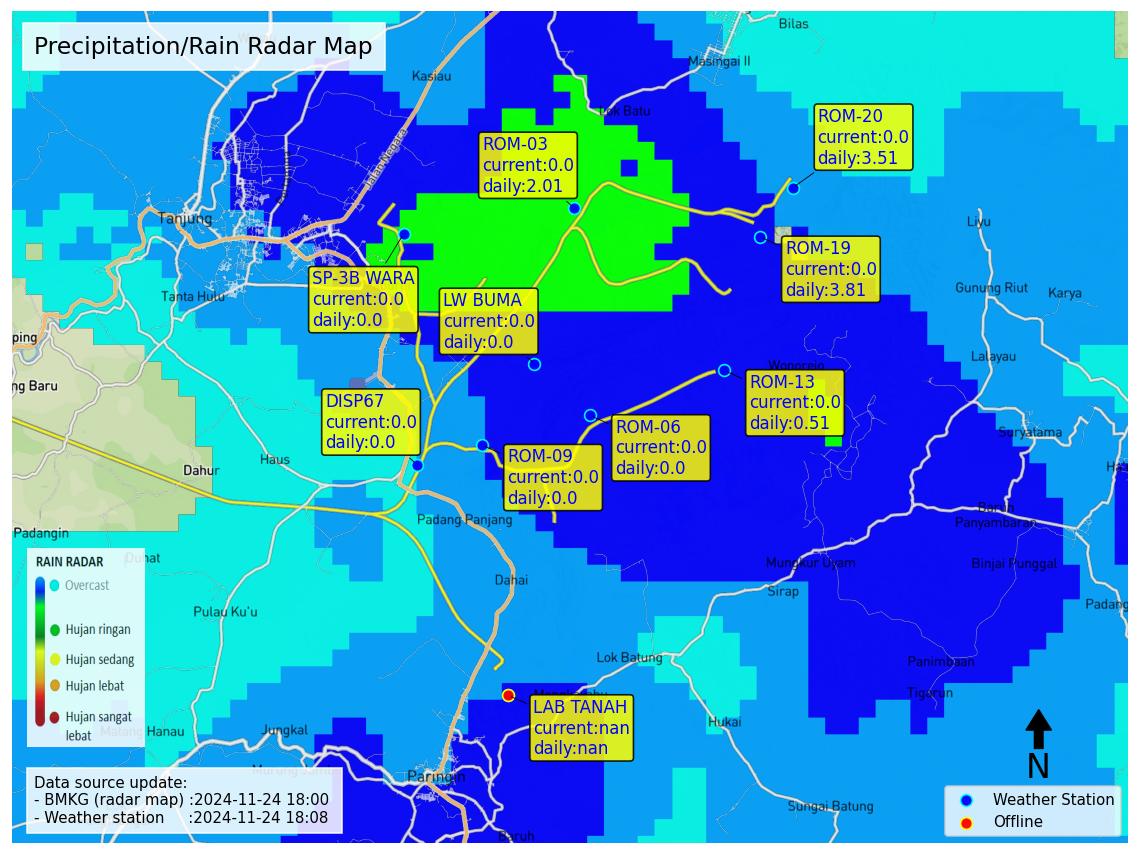 Precipitation/Rain Radar Map
Bilas
Masingai II
Kasiau
Lok Batu
Jalan Negara
ROM-20
current:0.0
daily:3.51
ROM-03
current:0.0
daily:2.01
Tanjung
Liyu
ROM-19
current:0.0
daily:3.81
SP-3B WARA
current:0.0
daily:0.0
LW BUMA
current:0.0
daily:0.0
Tanta Hulu
Gunung Riut
Karya
ping
Lalayau
Wonorejo
ng Baru
ROM-13
current:0.0
daily:0.51
DISP67
current:0.0
daily:0.0
ROM-06
current:0.0
daily:0.0
Suryatama
ROM-09
current:0.0
daily:0.0
Haus
Dahur
Ha
Padang Panjang
Buruh
Panyambaran
Padangin
Mungkur Uyam
Binjai Punggal
Dahai
Sirap
Padang
Pulau Ku'u
RAIN RADAR
Overcast
Hujan ringan
Hujan sedang
Hujan lebat
Hujan sangat
lebat
Lok Batung
Panimbaan
Tigarun
LAB TANAH
current:nan
daily:nan
Hukai
Jungkal
Manau
Paringin
N
Sungai Batung
Baruh
Data source update:
- BMKG (radar map) :2024-11-24 18:00
- Weather station :2024-11-24 18:08
Weather Station
Offline